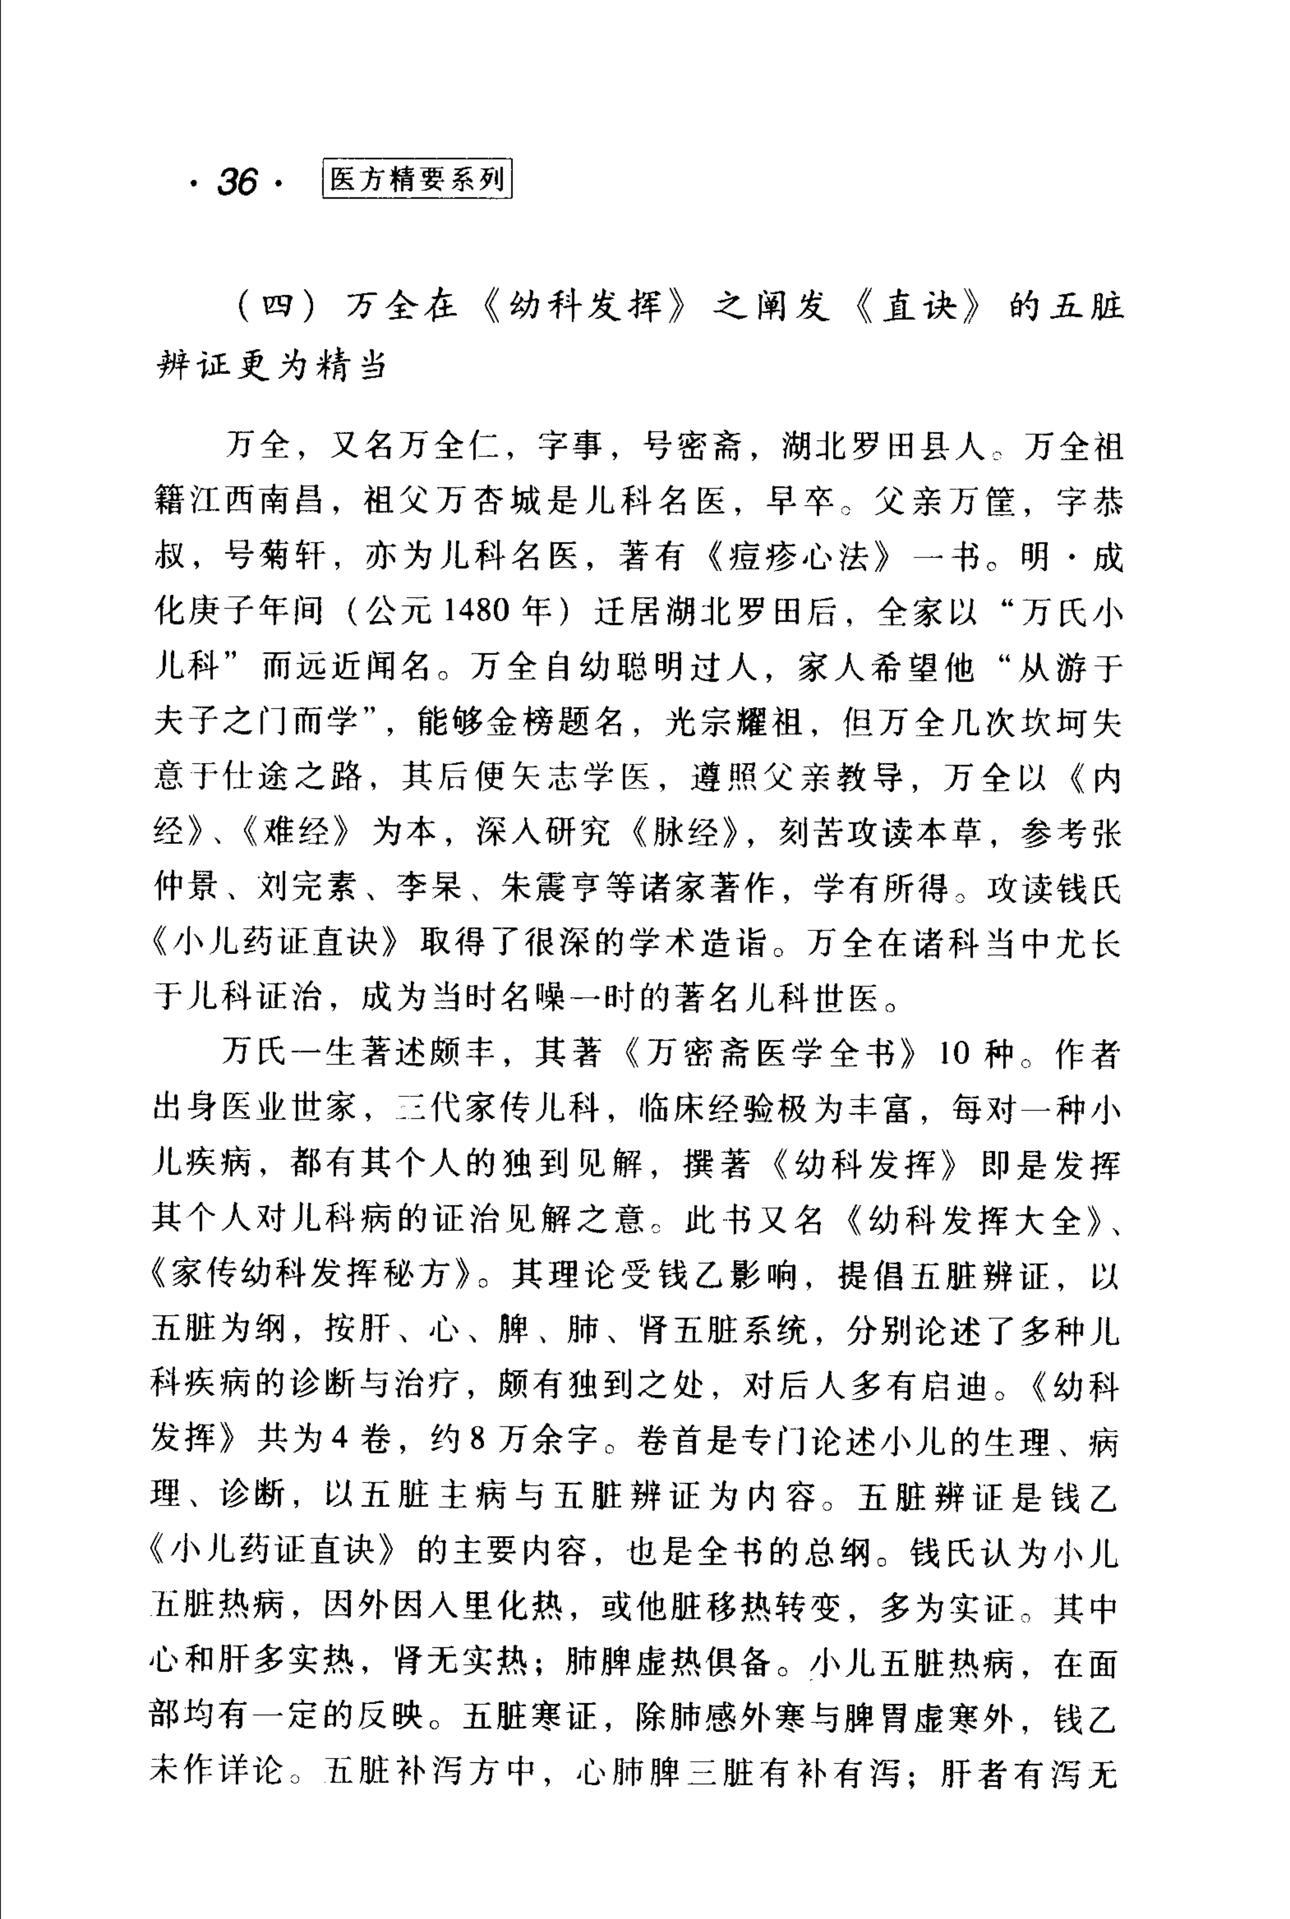 · 36 · 医方精要系列
（四）万全在《幼科发挥》之阐发《直诀》的五脏
辨证更为精当
万全，又名万全仁，字事，号密斋，湖北罗田县人。万全祖
籍江西南昌，祖父万杏城是儿科名医，早卒。父亲万筐，字恭
叔，号菊轩，亦为儿科名医，著有《痘疹心法》一书。明·成
化庚子年间（公元1480年）迁居湖北罗田后，全家以“万氏小
儿科”而远近闻名。万全自幼聪明过人，家人希望他“从游于
夫子之门而学”，能够金榜题名，光宗耀祖，但万全几次坎坷失
意于仕途之路，其后便矢志学医，遵照父亲教导，万全以《内
经》、《难经》为本，深入研究《脉经》，刻苦攻读本草，参考张
仲景、刘完素、李杲、朱震亨等诸家著作，学有所得。攻读钱氏
《小儿药证直诀》取得了很深的学术造诣。万全在诸科当中尤长
于儿科证治，成为当时名噪一时的著名儿科世医。
万氏一生著述颇丰，其著《万密斋医学全书》10种。作者
出身医业世家，三代家传儿科，临床经验极为丰富，每对一种小
儿疾病，都有其个人的独到见解，撰著《幼科发挥》即是发挥
其个人对儿科病的证治见解之意。此书又名《幼科发挥大全》、
《家传幼科发挥秘方》。其理论受钱乙影响，提倡五脏辨证，以
五脏为纲，按肝、心、脾、肺、肾五脏系统，分别论述了多种儿
科疾病的诊断与治疗，颇有独到之处，对后人多有启迪。《幼科
发挥》共为4卷，约8万余字。卷首是专门论述小儿的生理、病
理、诊断，以五脏主病与五脏辨证为内容。五脏辨证是钱乙
《小儿药证直诀》的主要内容，也是全书的总纲。钱氏认为小儿
五脏热病，因外因入里化热，或他脏移热转变，多为实证。其中
心和肝多实热，肾无实热；肺脾虚热俱备。小儿五脏热病，在面
部均有一定的反映。五脏寒证，除肺感外寒与脾胃虚寒外，钱乙
未作详论。五脏补泻方中，心肺脾三脏有补有泻；肝者有泻无